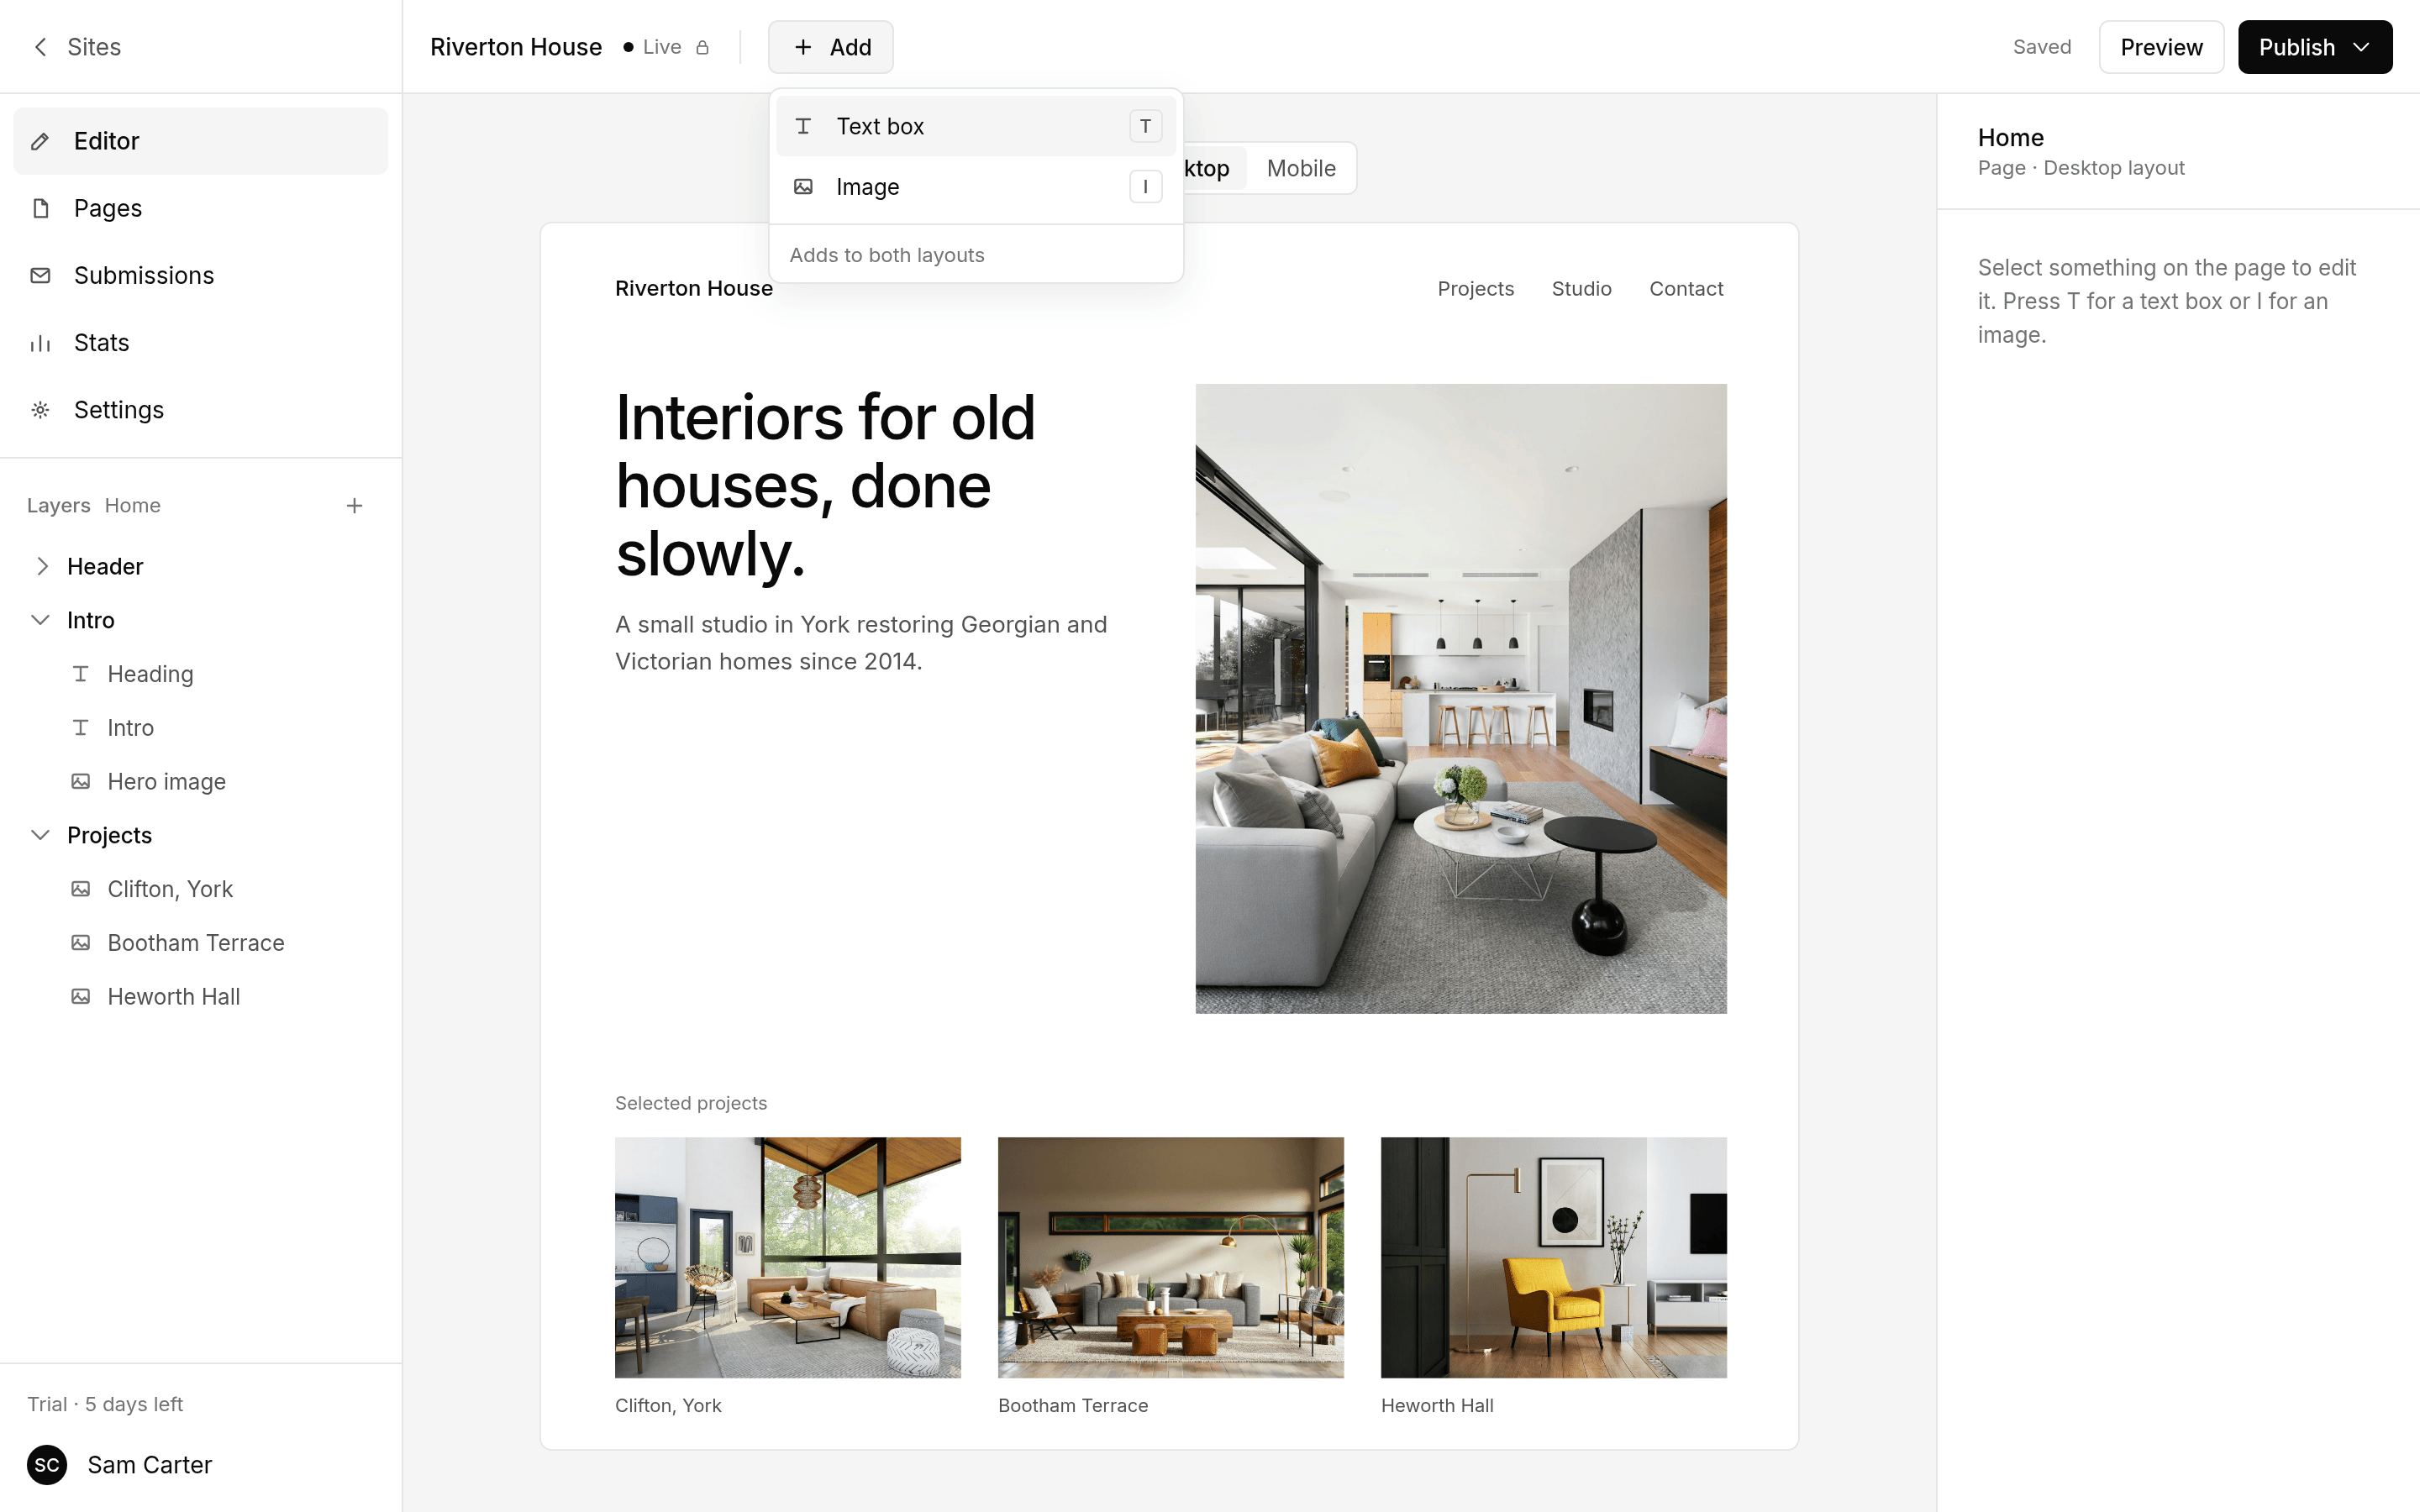 Sites
Riverton House
Live
Add
Saved
Preview
Publish
Editor
Pages
Submissions
Stats
Settings
Layers Home
Header
Intro
Heading
Intro
Hero image
Projects
Clifton, York
Bootham Terrace
Heworth Hall
Trial · 5 days left
SC
Sam Carter
Text box T
Image I
Adds to both layouts
ktop
Mobile
Riverton House
Projects Studio Contact
Interiors for old
houses, done
slowly.
A small studio in York restoring Georgian and
Victorian homes since 2014.
Selected projects
Clifton, York
Bootham Terrace
Heworth Hall
Home
Page · Desktop layout
Select something on the page to edit
it. Press T for a text box or I for an
image.